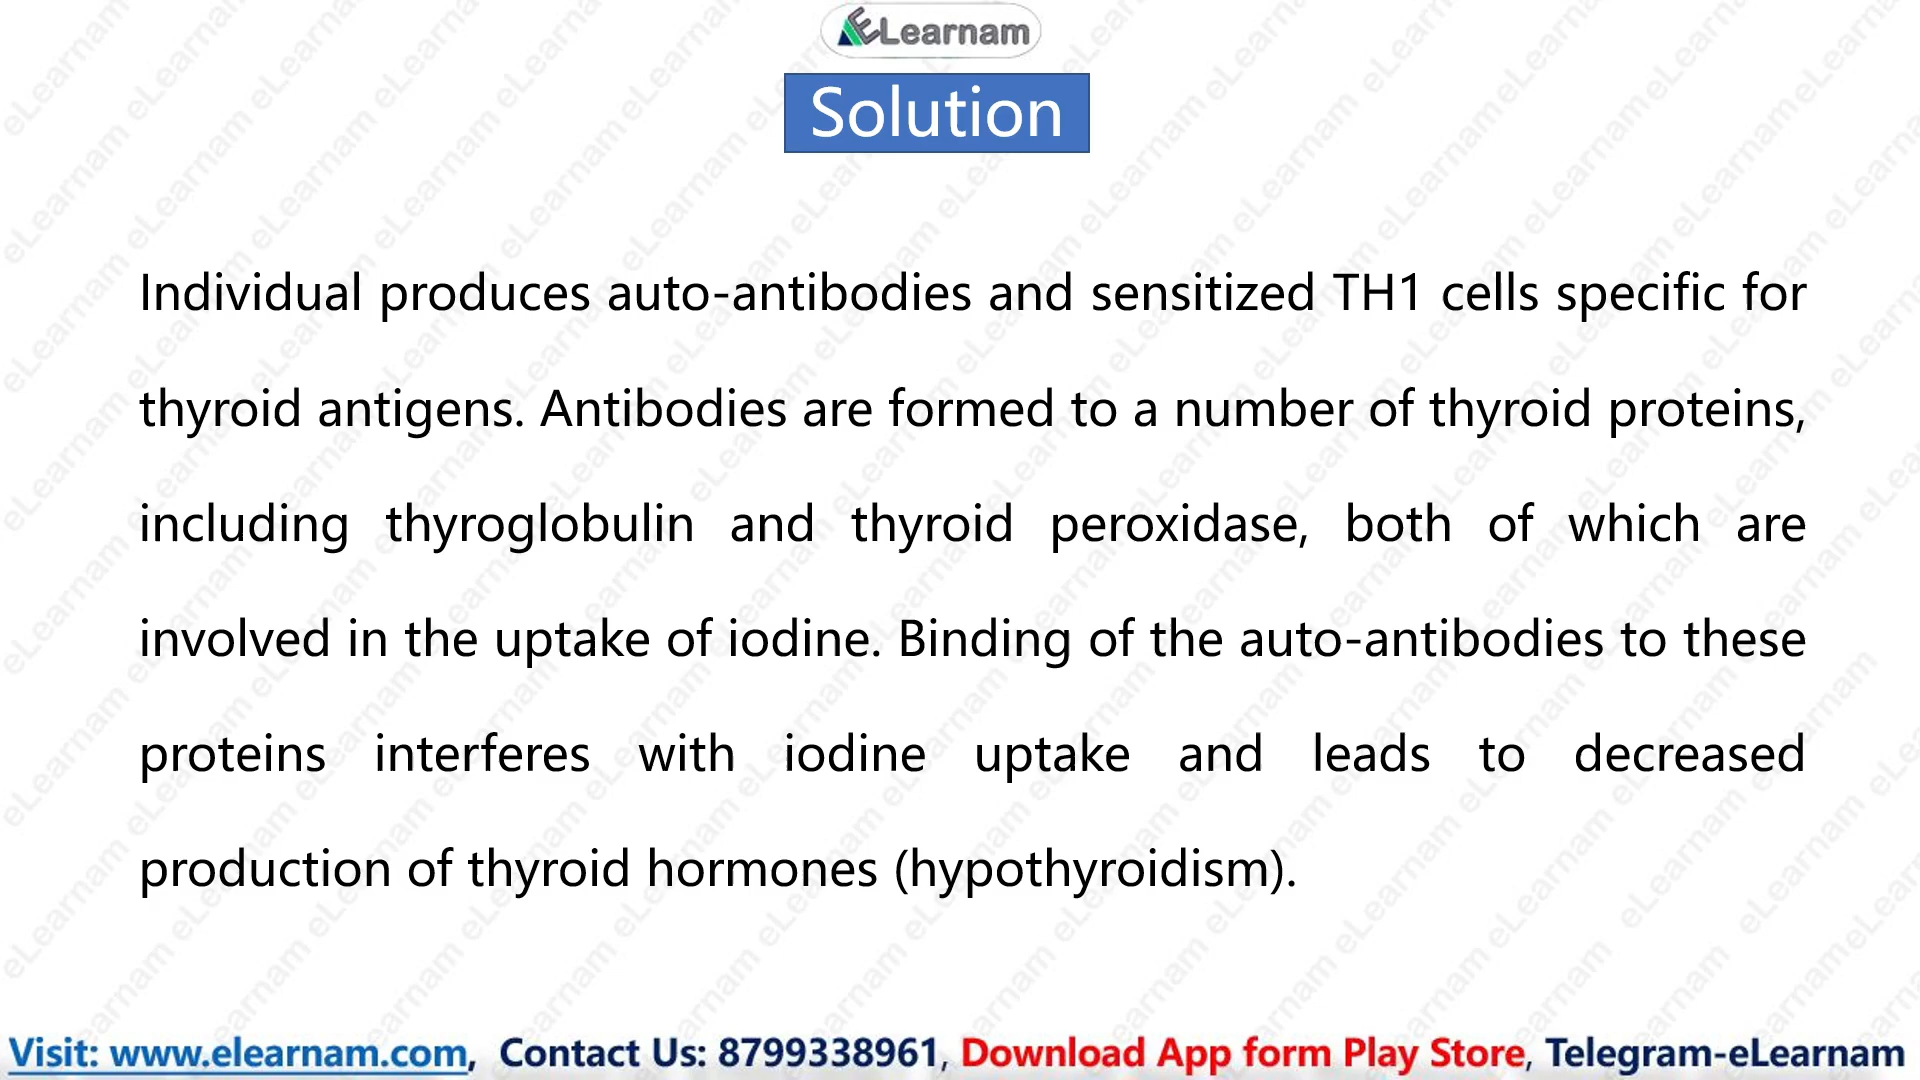 ELearnam
Solution
Individual produces auto-antibodies and sensitized TH1 cells specific for
thyroid antigens. Antibodies are formed to a number of thyroid proteins,
including thyroglobulin and thyroid peroxidase, both of which are
involved in the uptake of iodine. Binding of the auto-antibodies to these
proteins interferes with iodine uptake and leads to decreased
production of thyroid hormones (hypothyroidism).
Visit: www.elearnam.com, Contact Us: 8799338961, Download App form Play Store, Telegram-eLearnam